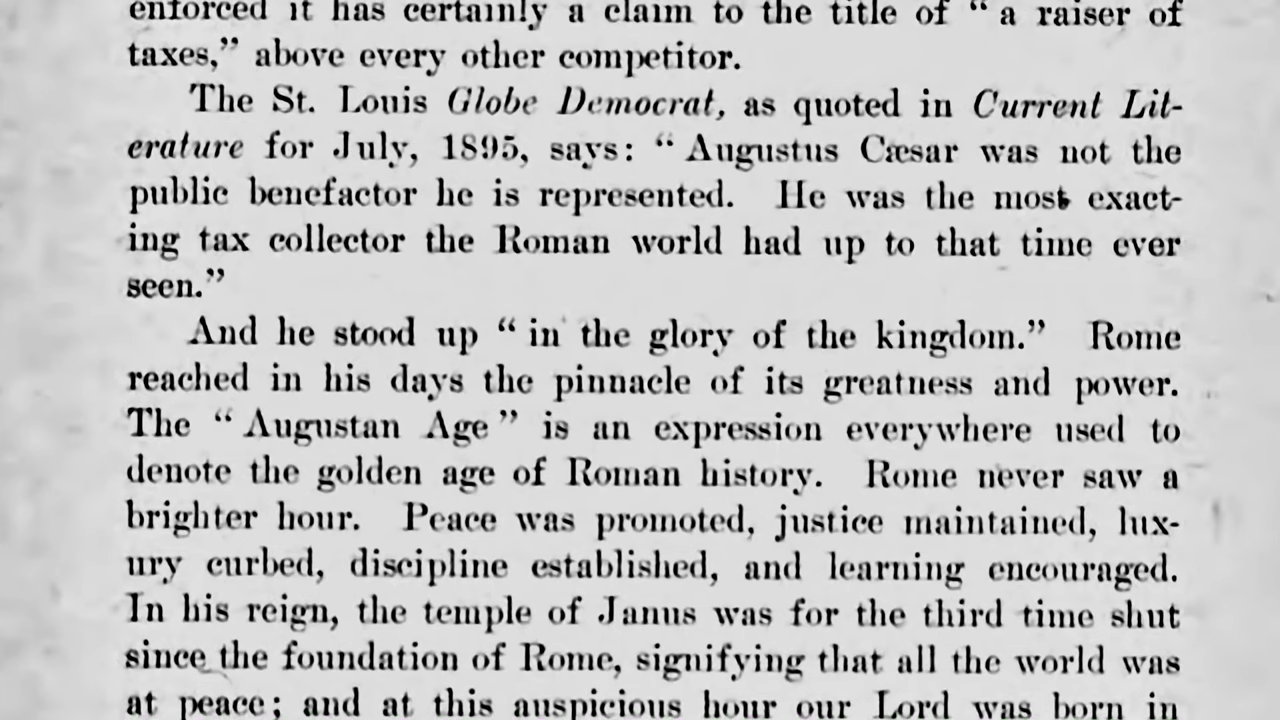 enforced it has certainly a claim to the title of “ a raiser of
taxes,” above every other competitor.
The St. Louis Globe Democrat, as quoted in Current Lit-
erature for July, 1895, says: “ Augustus Cæsar was not the
public benefactor he is represented. He was the most exact-
ing tax collector the Roman world had up to that time ever
seen.”
And he stood up “ in the glory of the kingdom.” Rome
reached in his days the pinnacle of its greatness and power.
The “ Augustan Age ” is an expression everywhere used to
denote the golden age of Roman history. Rome never saw a
brighter hour. Peace was promoted, justice maintained, lux-
ury curbed, discipline established, and learning encouraged.
In his reign, the temple of Janus was for the third time shut
since the foundation of Rome, signifying that all the world was
at peace; and at this auspicious hour our Lord was born in